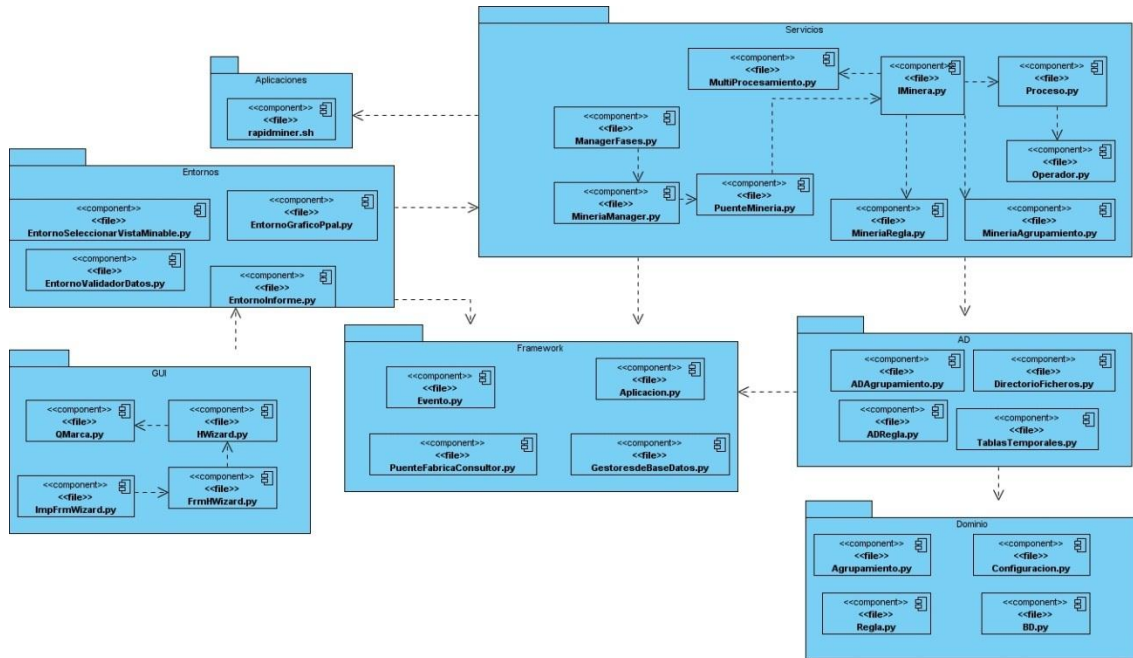 Servicios
<<component>>
<<file>>
MultiProcesamiento.py
<<component>>
<<file>>
IMinera.py
<<component>>
<<file>>
Proceso.py
<<component>>
<<file>>
ManagerFases.py
<<component>>
<<file>>
Operador.py
<<component>>
<<file>>
MineriaManager.py
<<component>>
<<file>>
PuenteMineria.py
<<component>>
<<file>>
MineriaRegla.py
<<component>>
<<file>>
MineriaAgrupamiento.py
Aplicaciones
<<component>>
<<file>>
rapidminer.sh
Entornos
<<component>>
<<file>>
EntornoSeleccionarVistaMinable.py
<<component>>
<<file>>
EntornoGraficoPpal.py
<<component>>
<<file>>
EntornoValidadorDatos.py
<<component>>
<<file>>
EntornoInforme.py
GUI
<<component>>
<<file>>
QMarca.py
<<component>>
<<file>>
HWizard.py
<<component>>
<<file>>
ImpFrmWizard.py
<<component>>
<<file>>
FrmHWizard.py
Framework
<<component>>
<<file>>
Evento.py
<<component>>
<<file>>
Aplicacion.py
<<component>>
<<file>>
PuenteFabricaConsultor.py
<<component>>
<<file>>
GestoresdeBaseDatos.py
AD
<<component>>
<<file>>
ADAgrupamiento.py
<<component>>
<<file>>
DirectorioFicheros.py
<<component>>
<<file>>
ADRegla.py
<<component>>
<<file>>
TablasTemporales.py
Dominio
<<component>>
<<file>>
Agrupamiento.py
<<component>>
<<file>>
Configuracion.py
<<component>>
<<file>>
Regla.py
<<component>>
<<file>>
BD.py